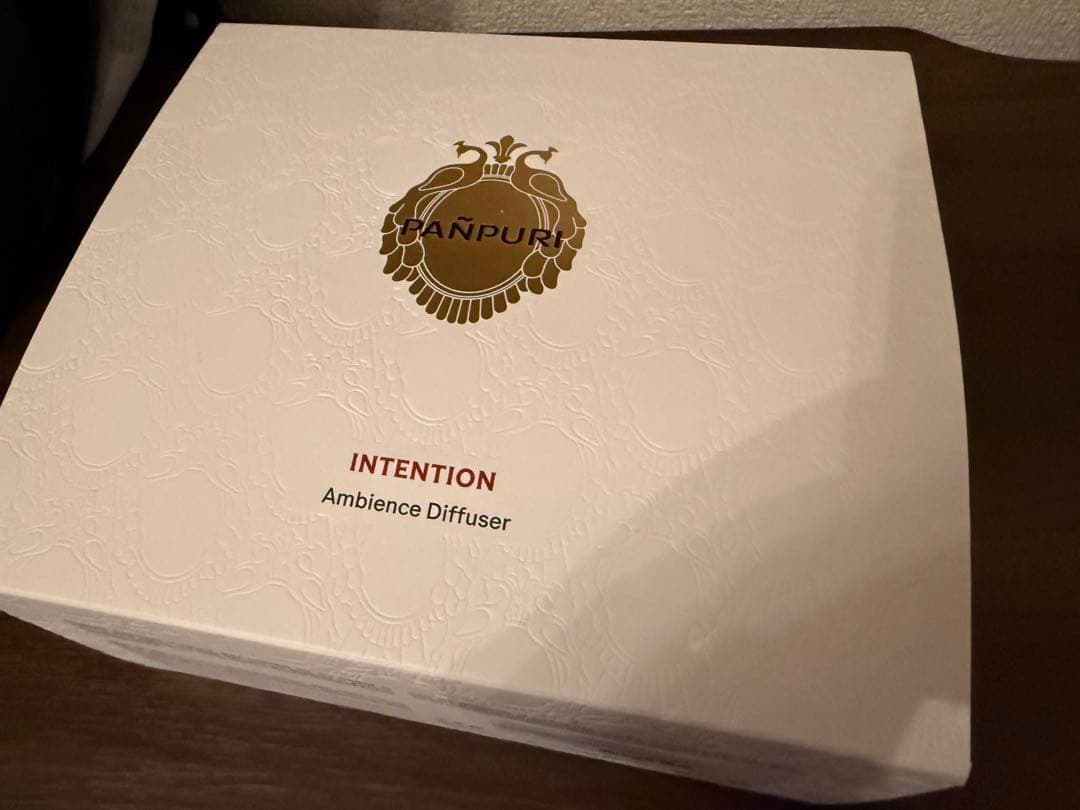 PAÑPURI
INTENTION
Ambience Diffuser